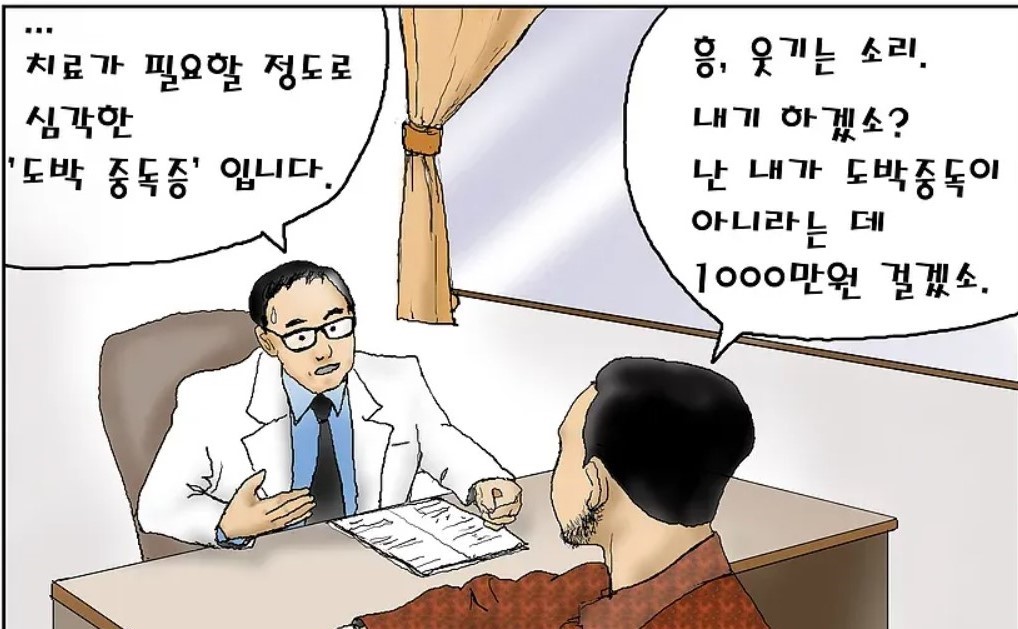 ...
치료가 필요할 정도로
심각한
'도박 중독증' 입니다.
흥, 웃기는 소리.
내기 하겠소?
난 내가 도박중독이
아니라는 데
1000만원 걸겠소.